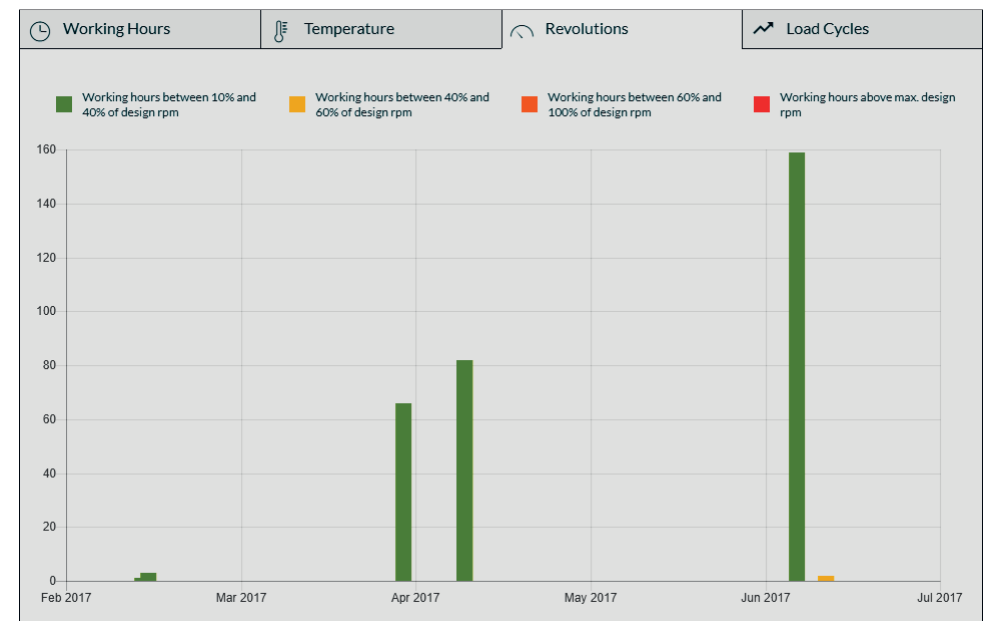 Working Hours
Temperature
Revolutions
Load Cycles
Working hours between 10% and
40% of design rpm
Working hours between 40% and
60% of design rpm
Working hours between 60% and
100% of design rpm
Working hours above max. design
rpm
160
140
120
100
80
60
40
20
0
Feb 2017
Mar 2017
Apr 2017
May 2017
Jun 2017
Jul 2017